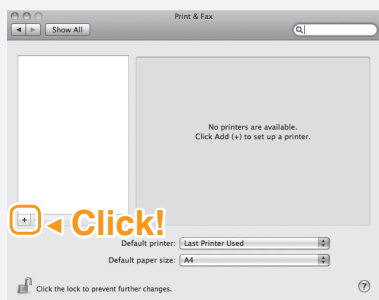 Print & Fax
Show All
No printers are available.
Click Add (+) to set up a printer.
+
Click!
Default printer: Last Printer Used
Default paper size: A4
Click the lock to prevent further changes.
?